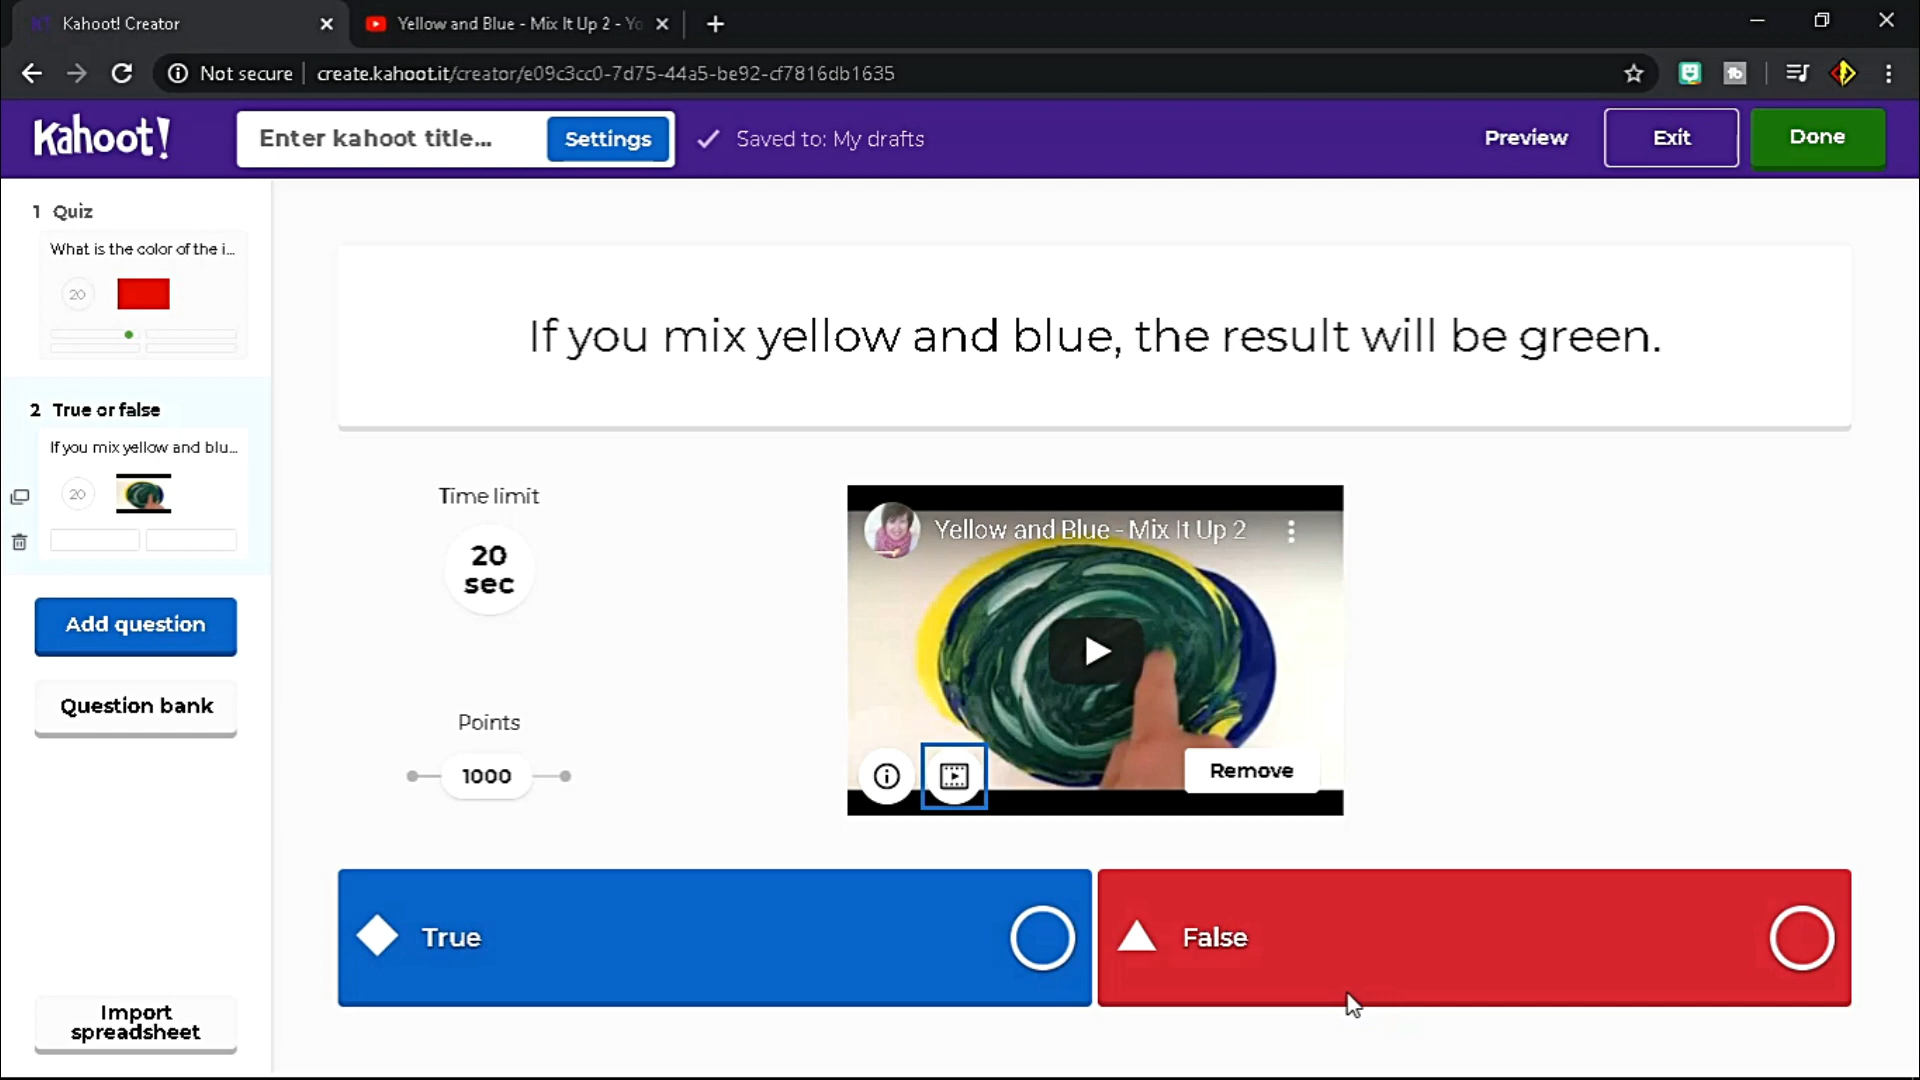 Kahoot! Creator
Yellow and Blue - Mix It Up 2 - Yo
Not secure
create.kahoot.it/creator/e09c3cc0-7d75-44a5-be92-cf7816db1635
Kahoot!
Enter kahoot title...
Settings
Saved to: My drafts
Preview
Exit
Done
1 Quiz
What is the color of the i...
20
2 True or false
If you mix yellow and blu...
20
Add question
Question bank
Import
spreadsheet
If you mix yellow and blue, the result will be green.
Time limit
20
sec
Points
1000
Yellow and Blue - Mix It Up 2
Remove
True
False